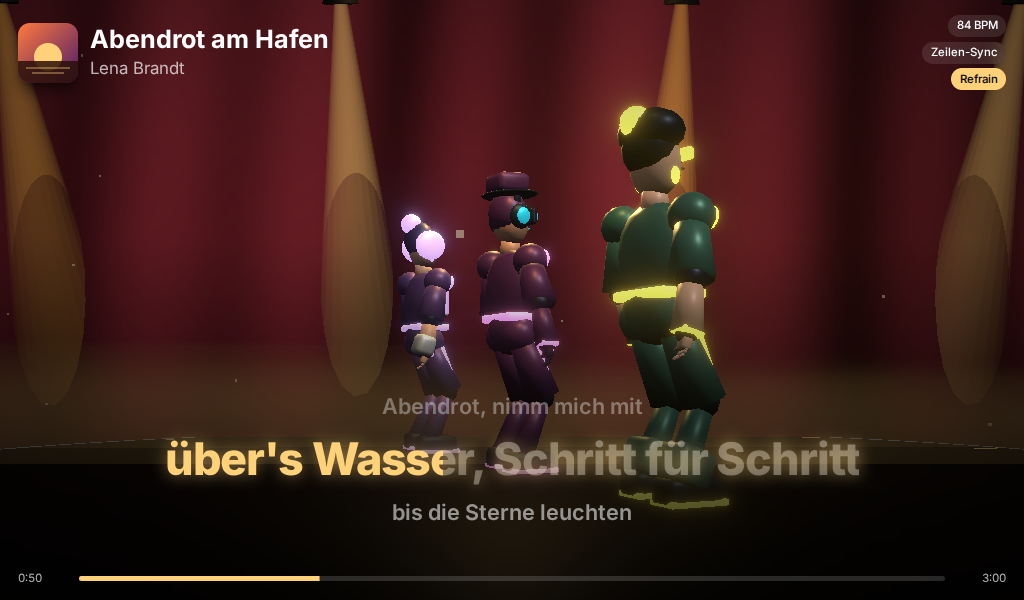 Abendrot am Hafen
Lena Brandt
84 BPM
Zeilen-Sync
Refrain
Abendrot, nimm mich mit
über's Wasser, Schritt für Schritt
bis die Sterne leuchten
0:50
3:00